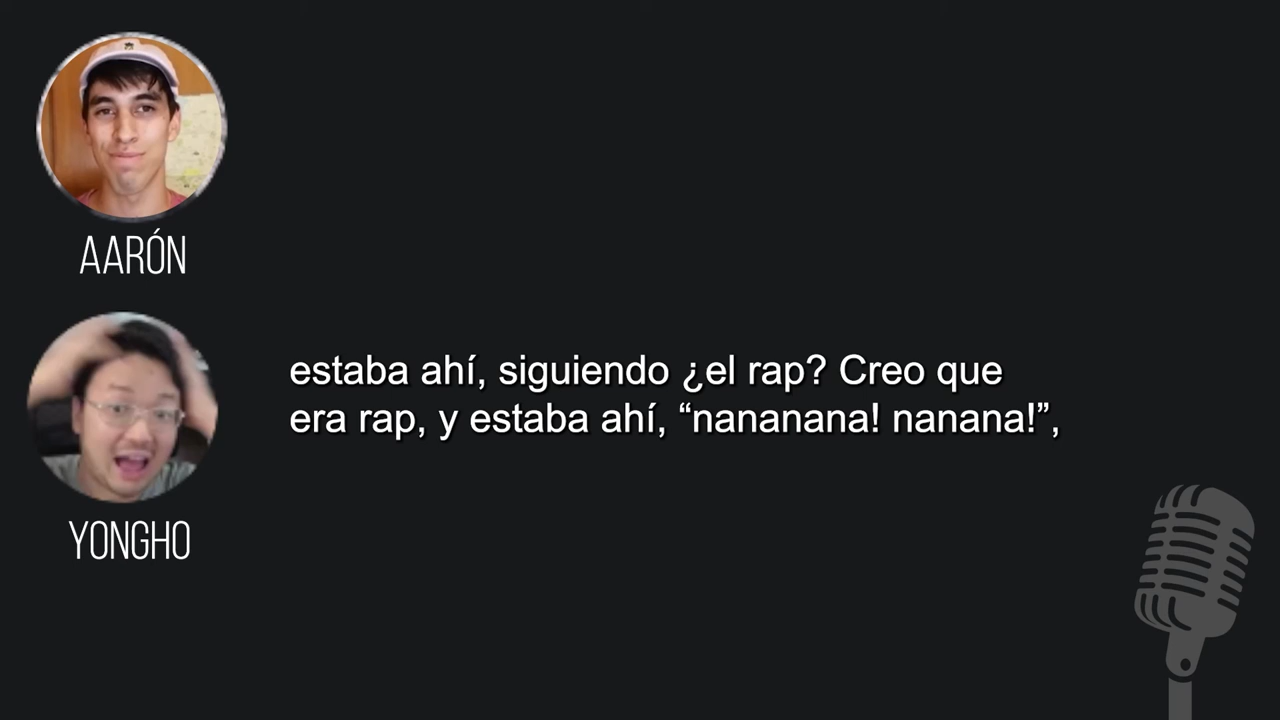 AARÓN
estaba ahí, siguiendo ¿el rap? Creo que
era rap, y estaba ahí, “nananana! nanana!”,
YONGHO